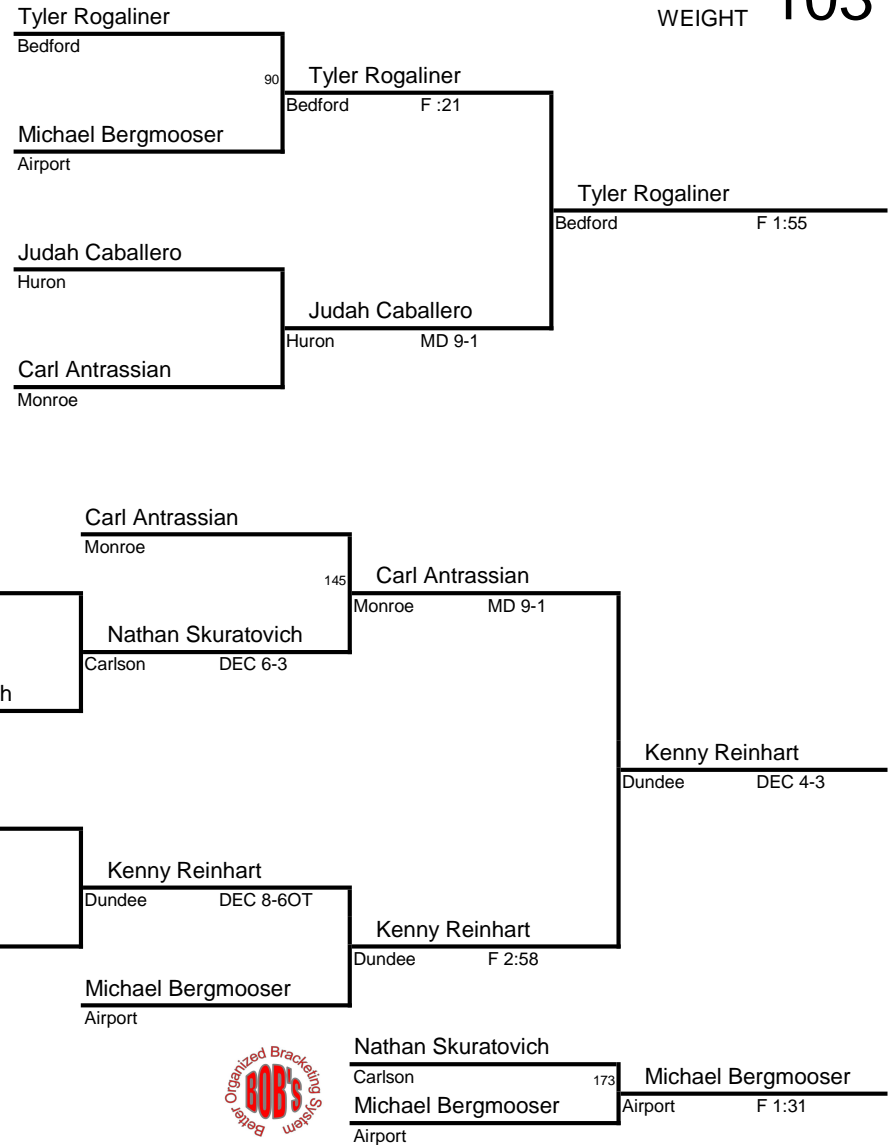 WEIGHT 103
Tyler Rogaliner
Bedford
90 Tyler Rogaliner
Bedford F :21
Michael Bergmooser
Airport
Tyler Rogaliner
Bedford F 1:55
Judah Caballero
Huron
Judah Caballero
Huron MD 9-1
Carl Antrassian
Monroe
Carl Antrassian
Monroe
145 Carl Antrassian
Monroe MD 9-1
Nathan Skuratovich
Carlson DEC 6-3
h
Kenny Reinhart
Dundee DEC 4-3
Kenny Reinhart
Dundee DEC 8-6OT
Kenny Reinhart
Dundee F 2:58
Michael Bergmooser
Airport
Nathan Skuratovich
Carlson
173 Michael Bergmooser
Airport F 1:31
Michael Bergmooser
Airport
Better Organized Bracketing System
BOB's